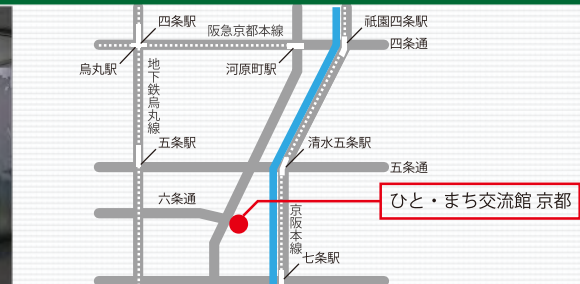 四条駅
阪急京都本線
祇園四条駅
四条通
烏丸駅
河原町駅
地下鉄烏丸線
五条駅
清水五条駅
五条通
六条通
ひと・まち交流館 京都
京阪本線
七条駅